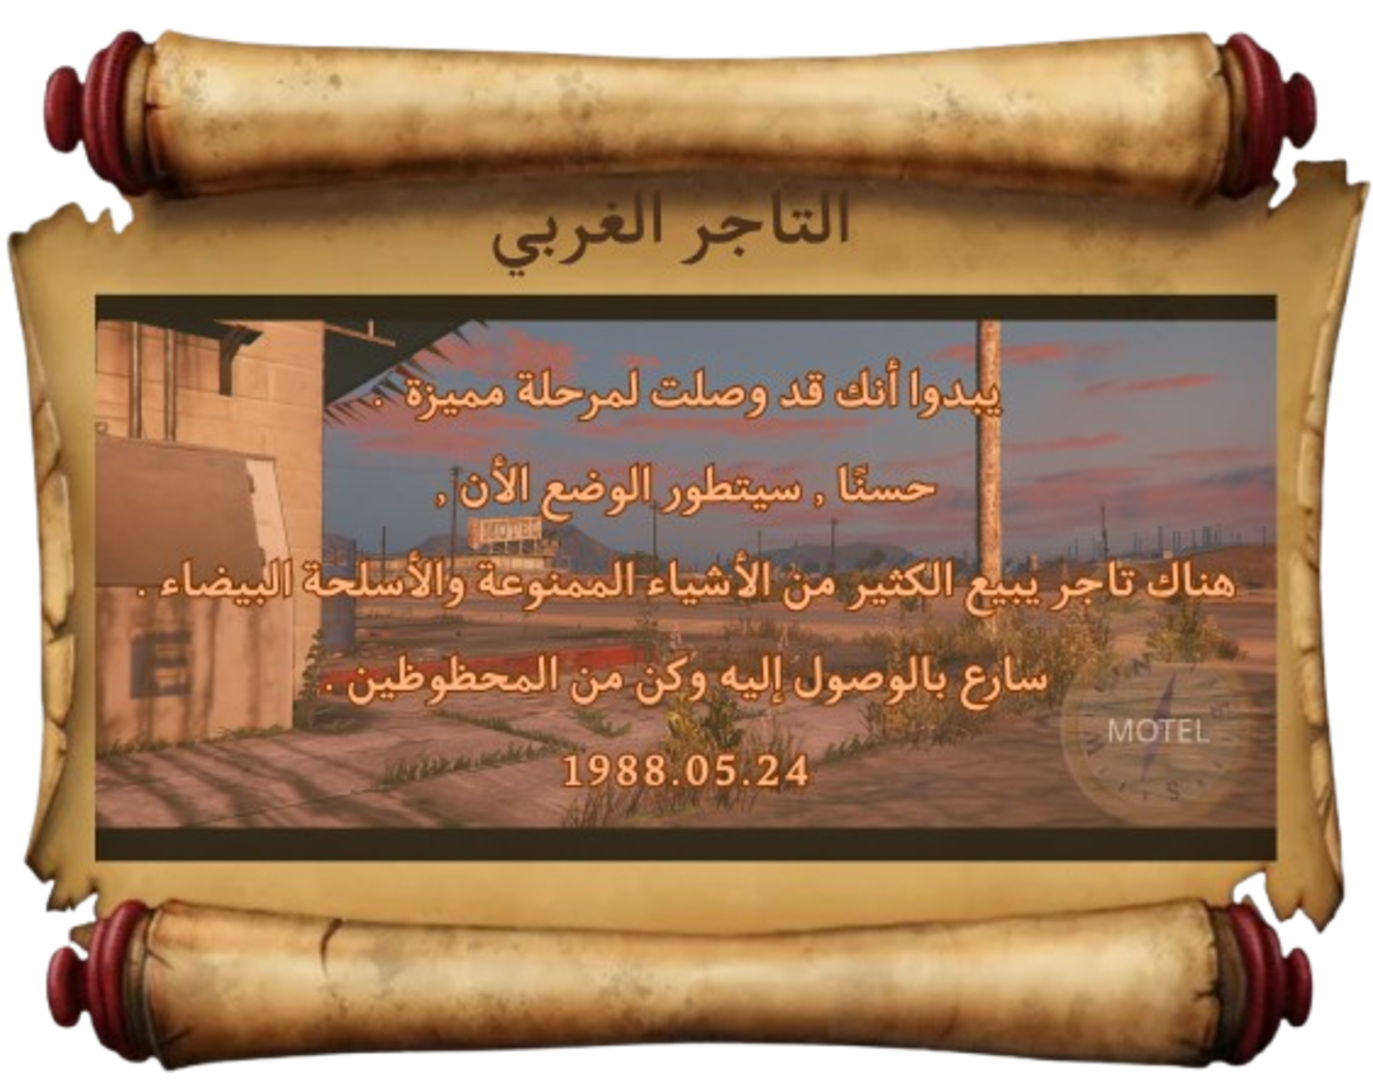 التاجر الغربي
يبدوا أنك قد وصلت لمرحلة مميزة .
حسنًا , سيتطور الوضع الأن ,
هناك تاجر يبيع الكثير من الأشياء الممنوعة والأسلحة البيضاء .
سارع بالوصول إليه وكن من المحظوظين .
MOTEL
S
1988.05.24
E